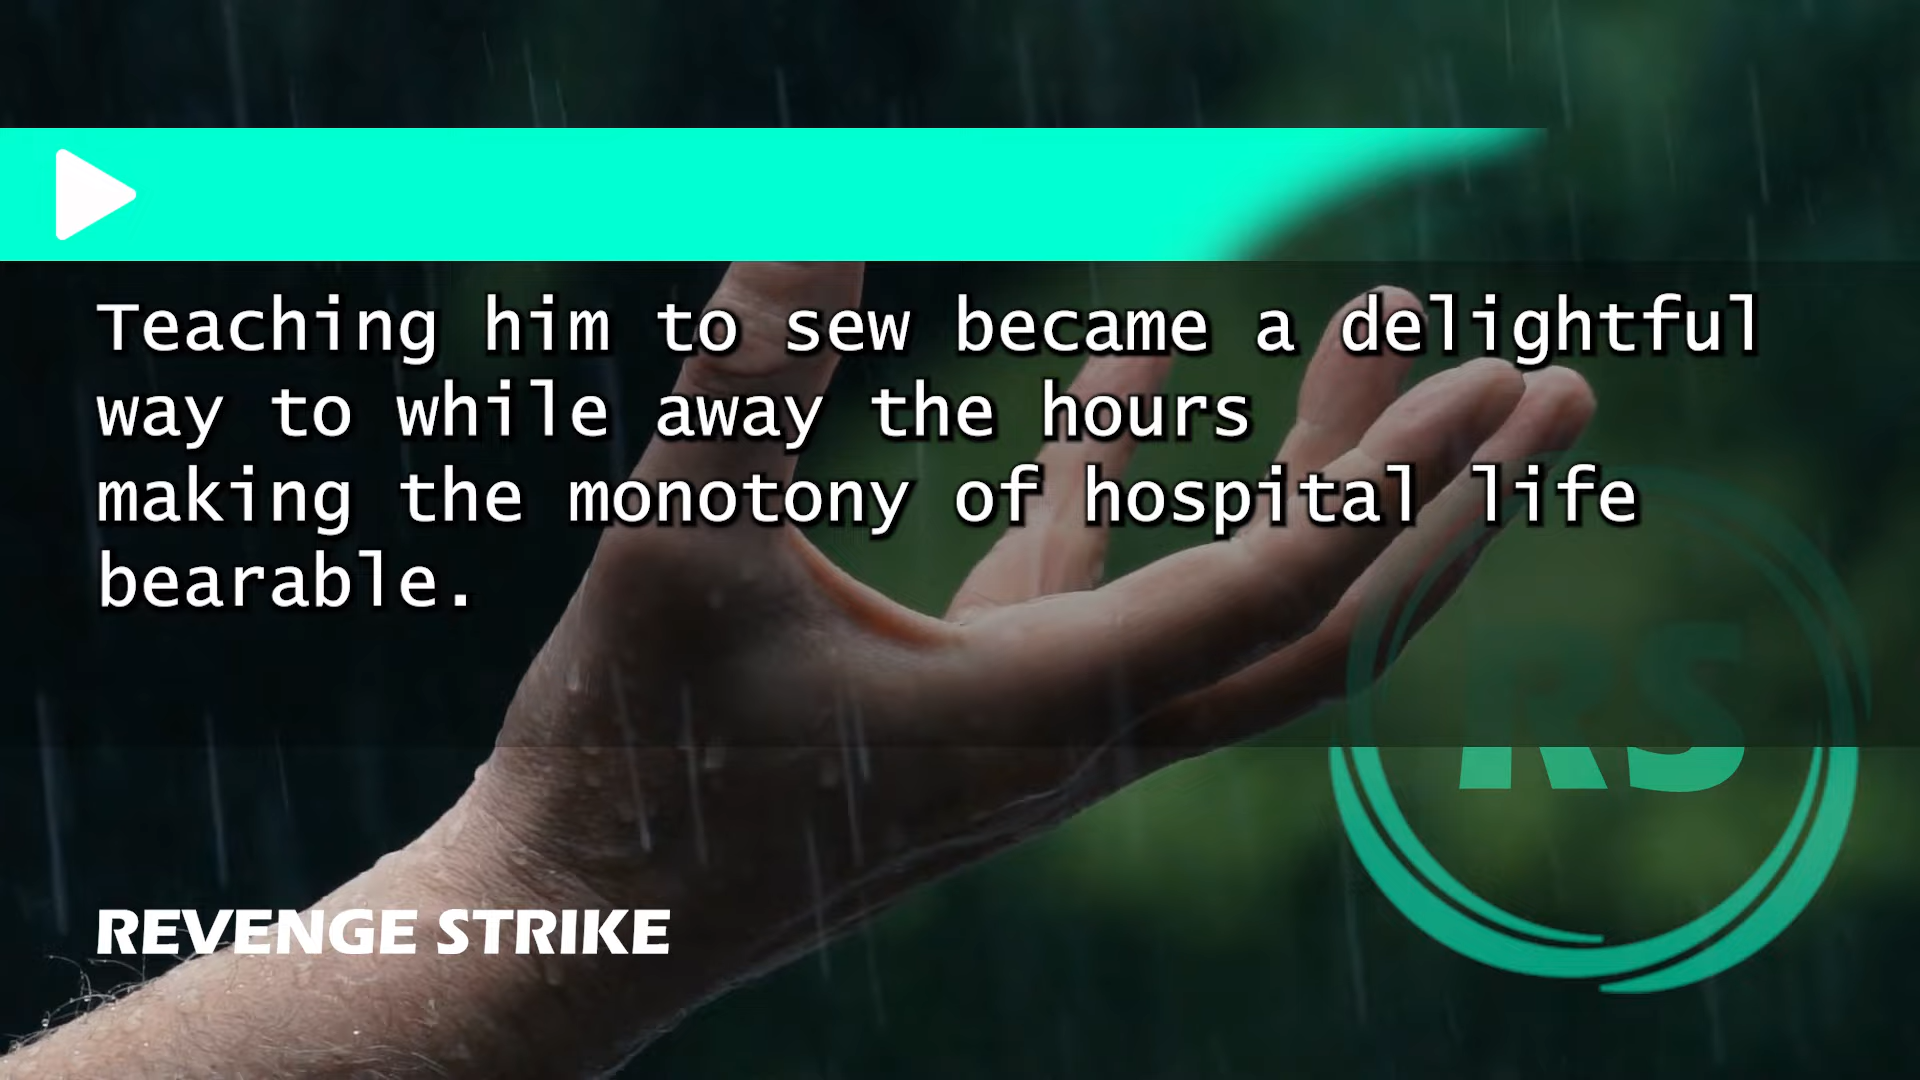 Teaching him to sew became a delightful
way to while away the hours
making the monotony of hospital life
bearable.
RS
REVENGE STRIKE